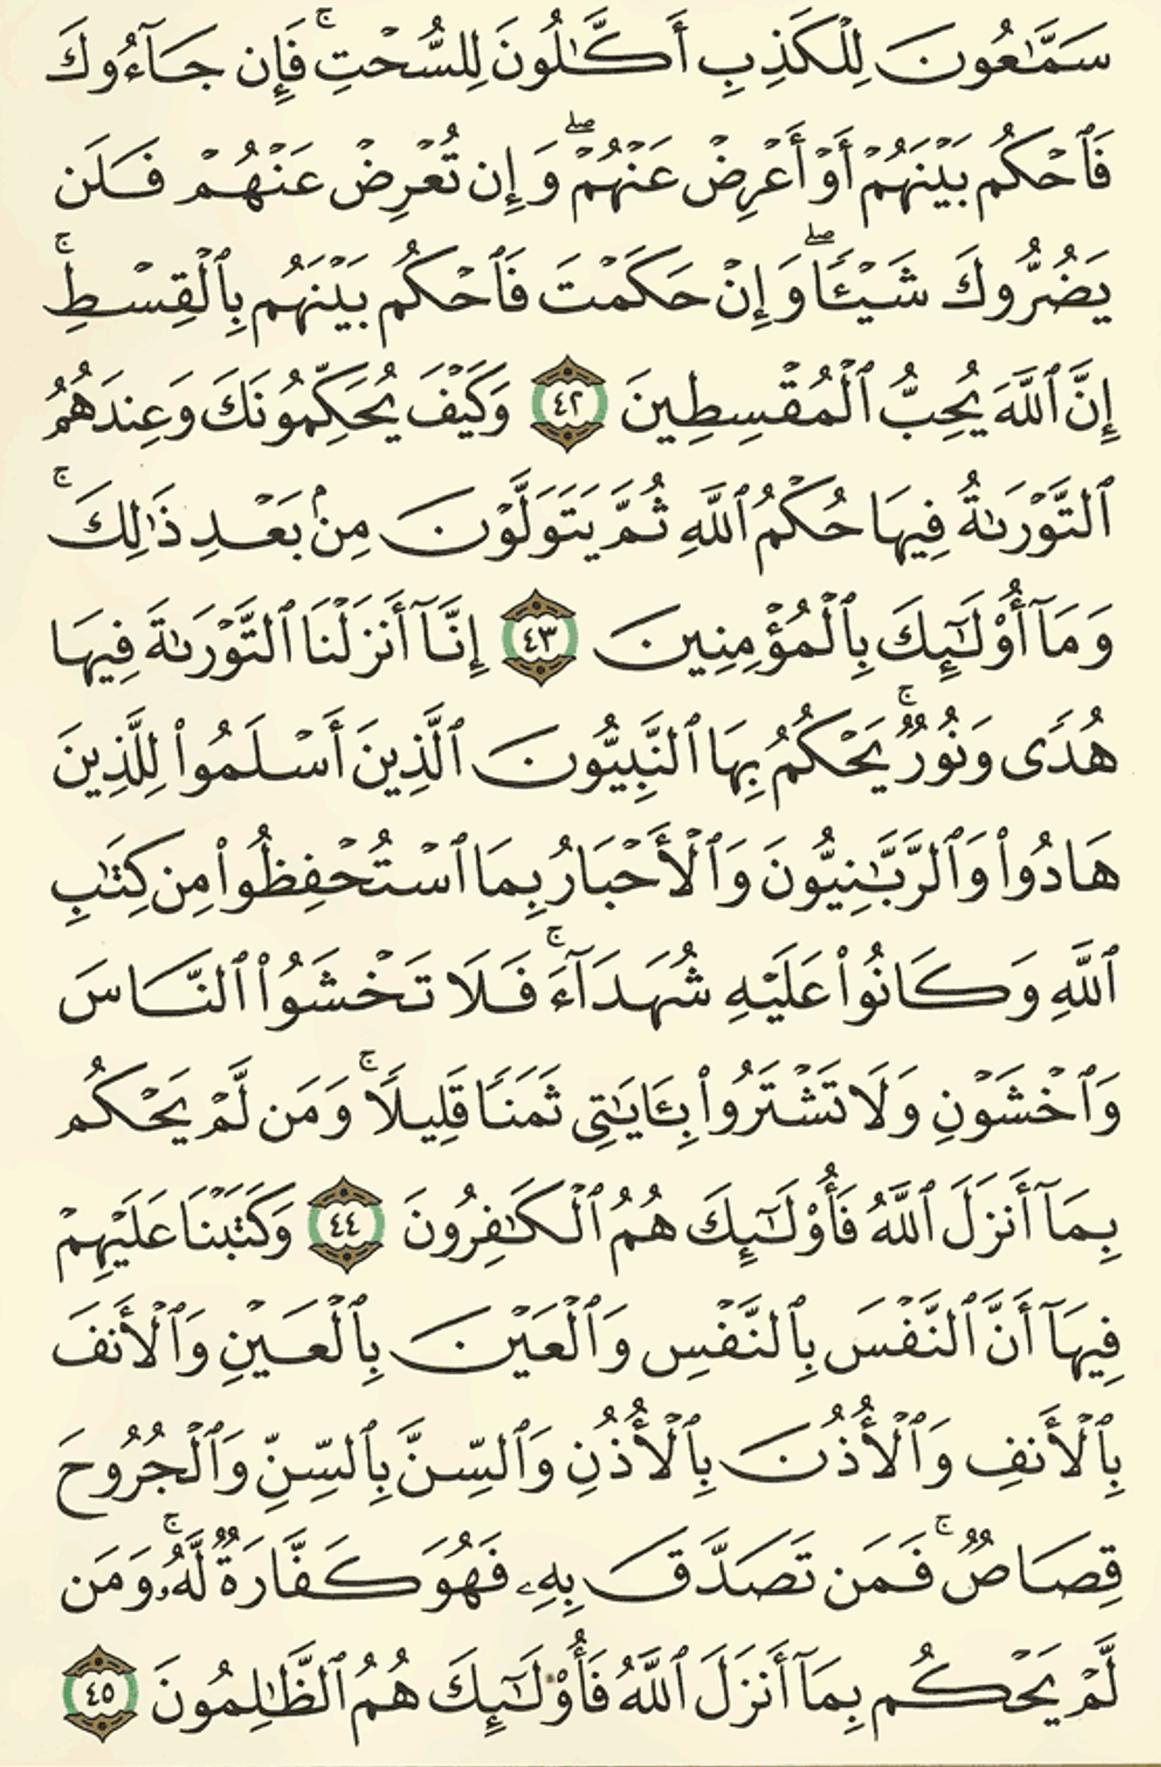 سَمَّٰعُونَ لِلْكَذِبِ أَكَّٰلُونَ لِلسُّحْتِ ۚ فَإِن جَآءُوكَ
فَٱحْكُم بَيْنَهُمْ أَوْ أَعْرِضْ عَنْهُمْ ۖ وَإِن تُعْرِضْ عَنْهُمْ فَلَن
يَضُرُّوكَ شَيْـًٔا ۖ وَإِنْ حَكَمْتَ فَٱحْكُم بَيْنَهُم بِٱلْقِسْطِ ۚ
إِنَّ ٱللَّهَ يُحِبُّ ٱلْمُقْسِطِينَ ٤٢ وَكَيْفَ يُحَكِّمُونَكَ وَعِندَهُمُ
ٱلتَّوْرَىٰةُ فِيهَا حُكْمُ ٱللَّهِ ثُمَّ يَتَوَلَّوْنَ مِنۢ بَعْدِ ذَٰلِكَ ۚ
وَمَآ أُو۟لَٰٓئِكَ بِٱلْمُؤْمِنِينَ ٤٣ إِنَّآ أَنزَلْنَا ٱلتَّوْرَىٰةَ فِيهَا
هُدًى وَنُورٌ ۚ يَحْكُمُ بِهَا ٱلنَّبِيُّونَ ٱلَّذِينَ أَسْلَمُوا۟ لِلَّذِينَ
هَادُوا۟ وَٱلرَّبَّٰنِيُّونَ وَٱلْأَحْبَارُ بِمَا ٱسْتُحْفِظُوا۟ مِن كِتَٰبِ
ٱللَّهِ وَكَانُوا۟ عَلَيْهِ شُهَدَآءَ ۚ فَلَا تَخْشَوُا۟ ٱلنَّاسَ
وَٱخْشَوْنِ وَلَا تَشْتَرُوا۟ بِـَٔايَٰتِى ثَمَنًا قَلِيلًا ۚ وَمَن لَّمْ يَحْكُم
بِمَآ أَنزَلَ ٱللَّهُ فَأُو۟لَٰٓئِكَ هُمُ ٱلْكَٰفِرُونَ ٤٤ وَكَتَبْنَا عَلَيْهِمْ
فِيهَآ أَنَّ ٱلنَّفْسَ بِٱلنَّفْسِ وَٱلْعَيْنَ بِٱلْعَيْنِ وَٱلْأَنفَ
بِٱلْأَنفِ وَٱلْأُذُنَ بِٱلْأُذُنِ وَٱلسِّنَّ بِٱلسِّنِّ وَٱلْجُرُوحَ
قِصَاصٌ ۚ فَمَن تَصَدَّقَ بِهِۦ فَهُوَ كَفَّارَةٌ لَّهُۥ ۚ وَمَن
لَّمْ يَحْكُم بِمَآ أَنزَلَ ٱللَّهُ فَأُو۟لَٰٓئِكَ هُمُ ٱلظَّٰلِمُونَ ٤٥